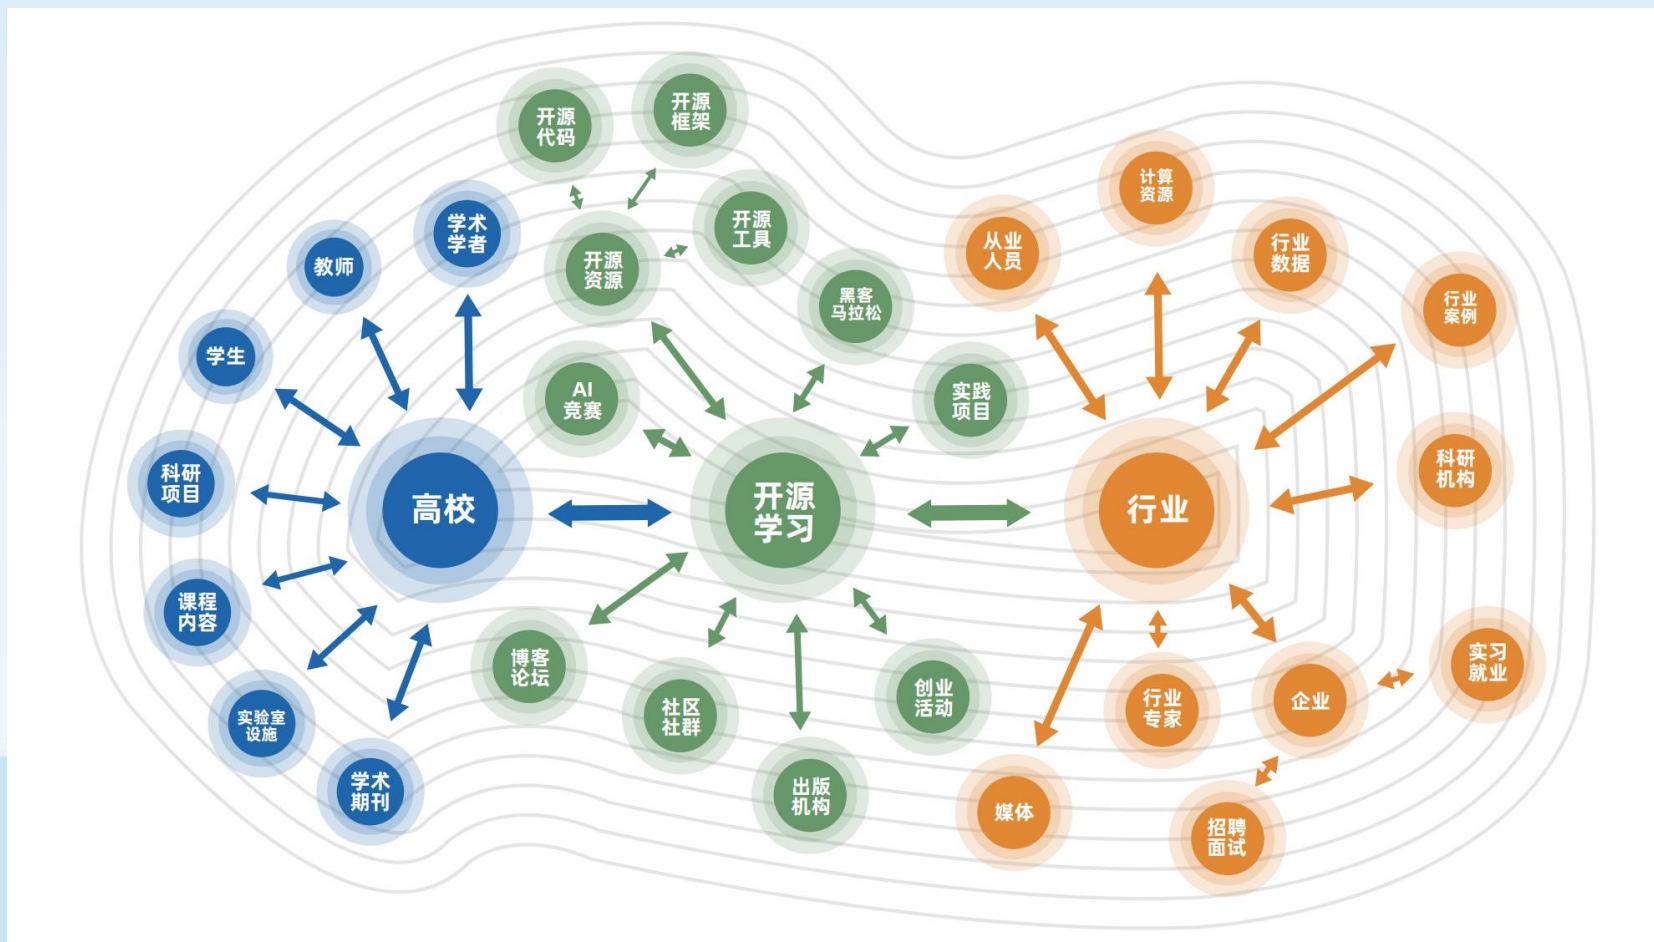 开源
代码
开源
框架
学术
学者
教师
开源
资源
开源
工具
黑客
马拉松
从业
人员
计算
资源
行业
数据
行业
案例
学生
AI
竞赛
实践
项目
科研
项目
高校
开源
学习
行业
科研
机构
课程
内容
博客
论坛
社区
社群
创业
活动
行业
专家
企业
实习
就业
实验室
设施
学术
期刊
出版
机构
媒体
招聘
面试